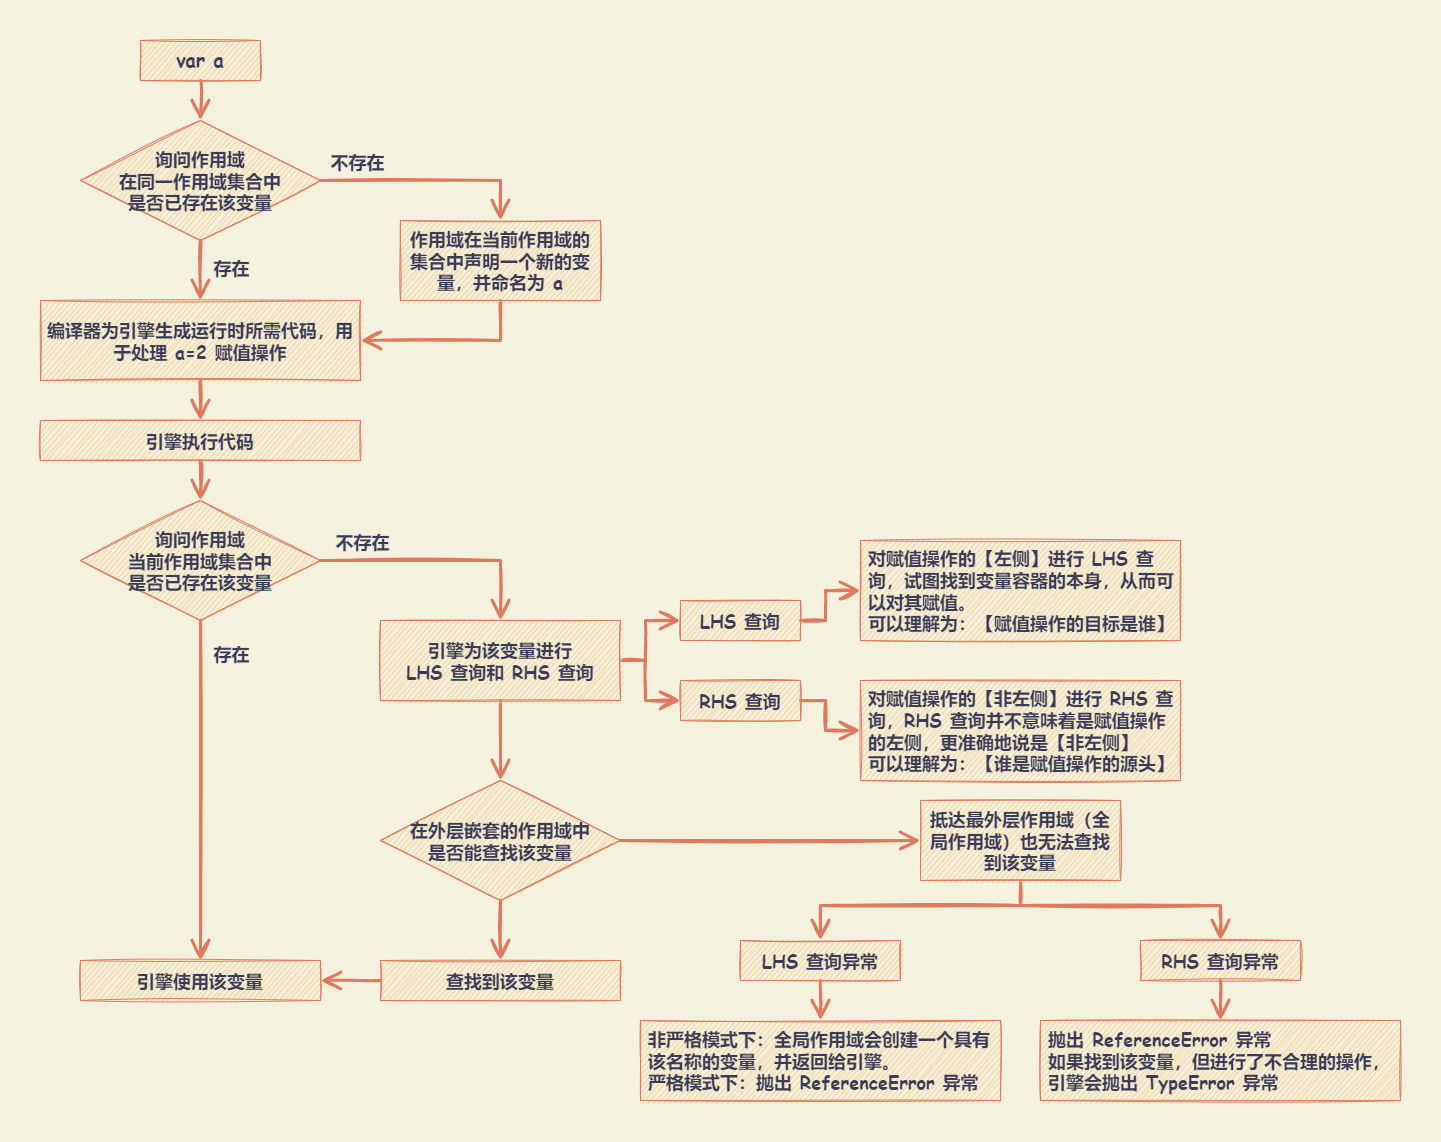 var a
询问作用域
在同一作用域集合中
是否已存在该变量
不存在
作用域在当前作用域的
集合中声明一个新的变
量，并命名为 a
存在
编译器为引擎生成运行时所需代码，用
于处理 a=2 赋值操作
引擎执行代码
询问作用域
当前作用域集合中
是否已存在该变量
不存在
存在
引擎为该变量进行
LHS 查询和 RHS 查询
LHS 查询
对赋值操作的【左侧】进行 LHS 查
询，试图找到变量容器的本身，从而可
以对其赋值。
可以理解为：【赋值操作的目标是谁】
RHS 查询
对赋值操作的【非左侧】进行 RHS 查
询，RHS 查询并不意味着是赋值操作
的左侧，更准确地说是【非左侧】
可以理解为：【谁是赋值操作的源头】
在外层嵌套的作用域中
是否能查找该变量
抵达最外层作用域（全
局作用域）也无法查找
到该变量
引擎使用该变量
查找到该变量
LHS 查询异常
RHS 查询异常
非严格模式下：全局作用域会创建一个具有
该名称的变量，并返回给引擎。
严格模式下：抛出 ReferenceError 异常
抛出 ReferenceError 异常
如果找到该变量，但进行了不合理的操作，
引擎会抛出 TypeError 异常